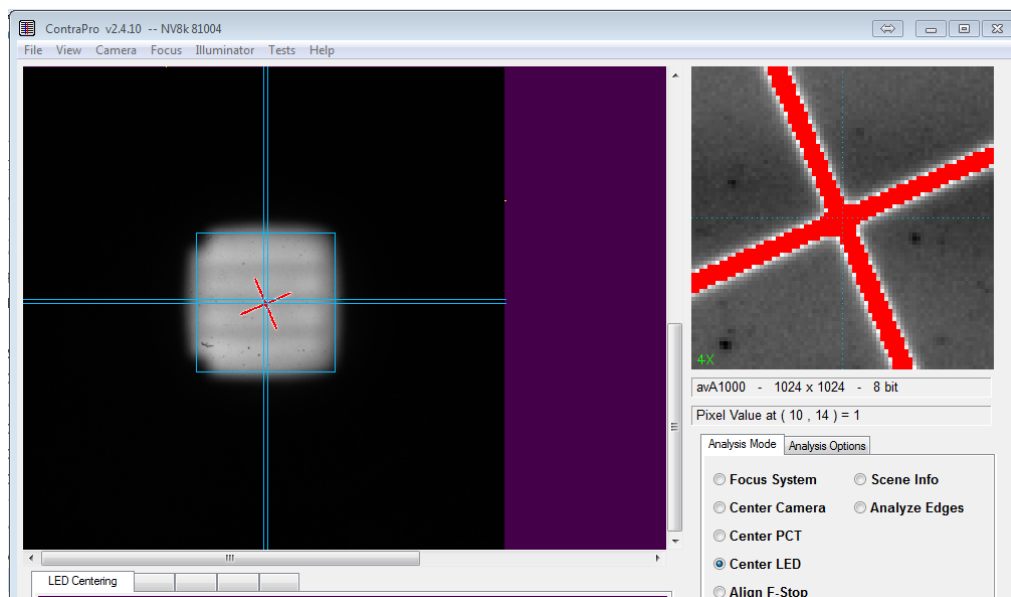 ContraPro v2.4.10 -- NV8k 81004
File View Camera Focus Illuminator Tests Help
4X
avA1000 - 1024 x 1024 - 8 bit
Pixel Value at ( 10 , 14 ) = 1
Analysis Mode Analysis Options
Focus System Scene Info
Center Camera Analyze Edges
Center PCT
Center LED
Align F-Stop
LED Centering